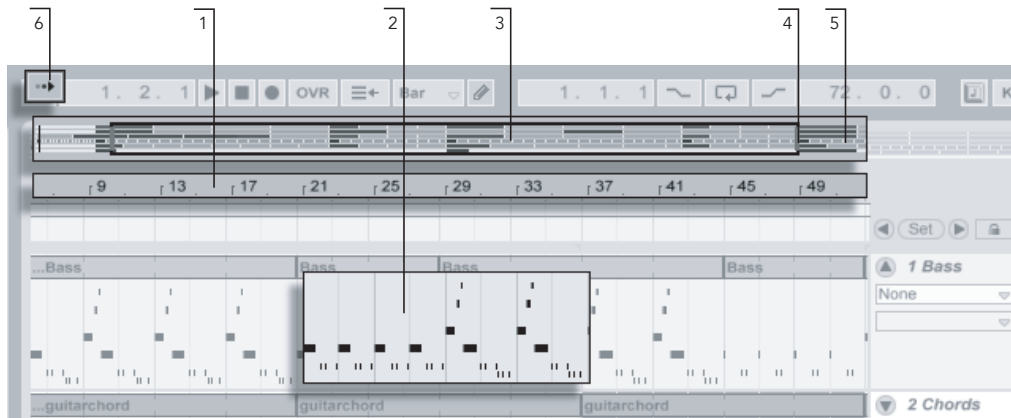 6 1 2 3 4 5
1. 2. 1 OVR Bar 1. 1. 1 72. 0. 0 K
9 13 17 21 25 29 33 37 41 45 49
Set
...Bass Bass Bass Bass 1 Bass
None
...guitarchord guitarchord guitarchord 2 Chords